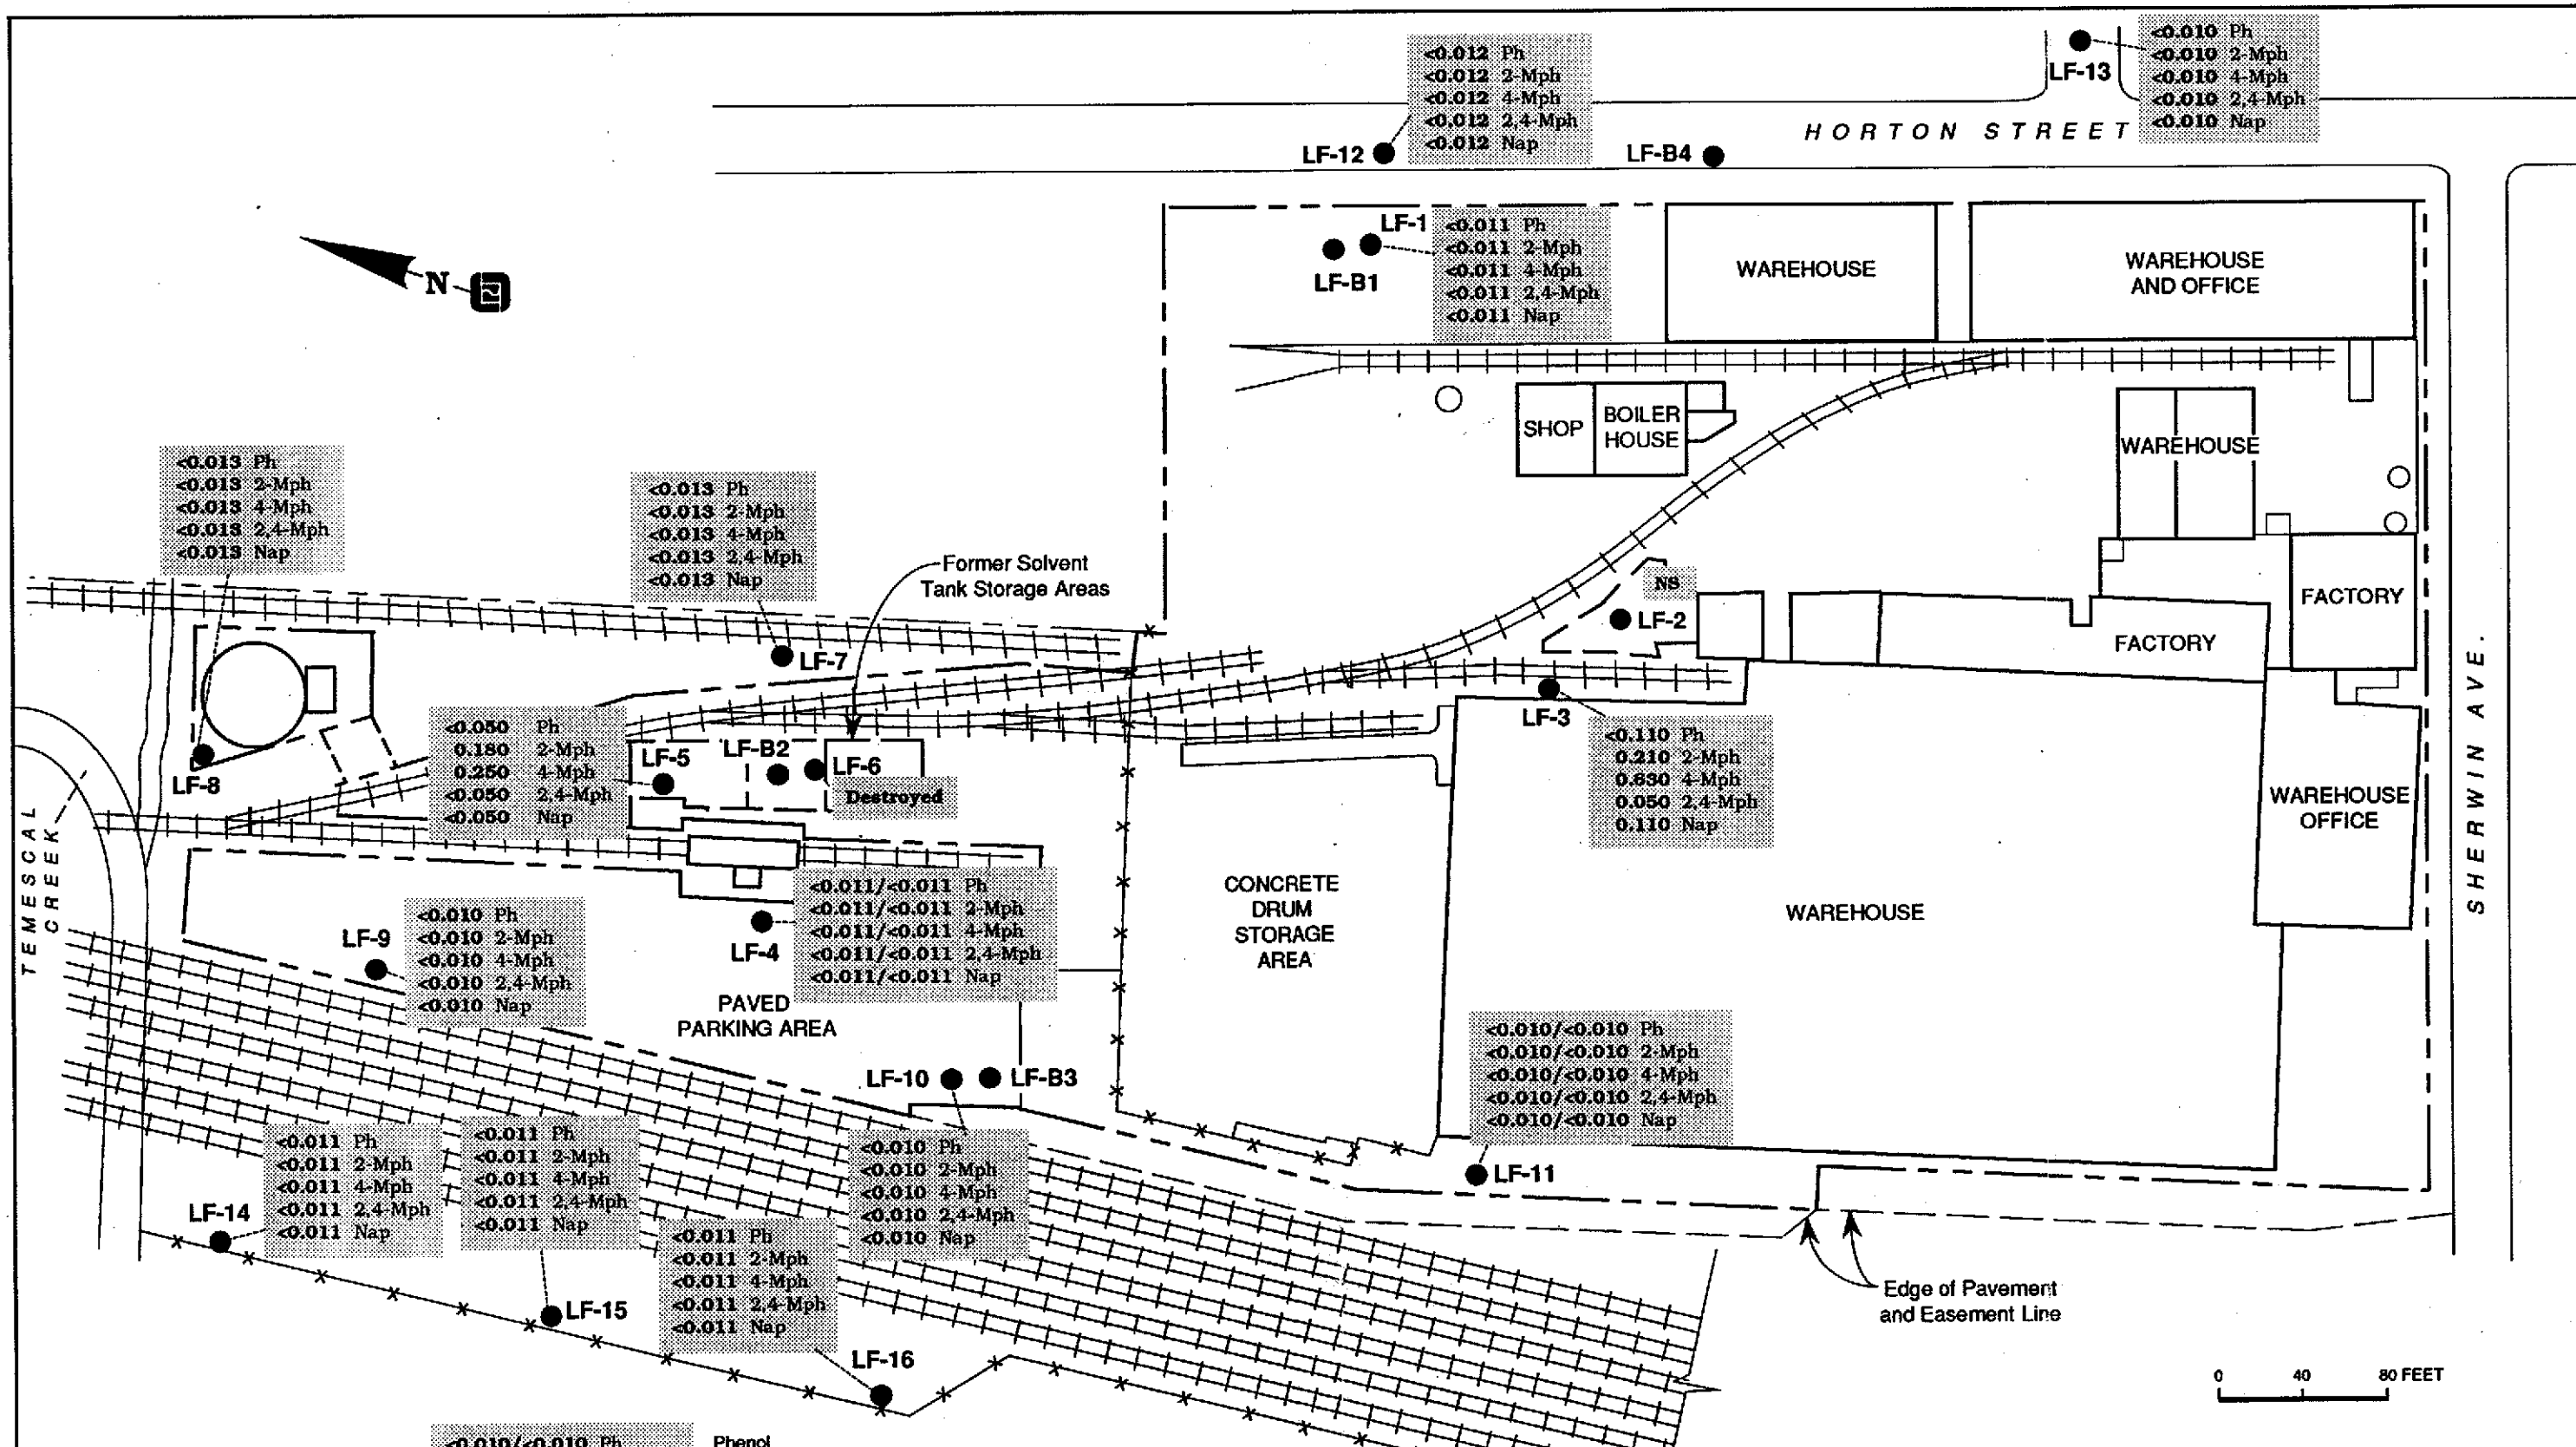 <0.010 Ph
<0.010 2-Mph
<0.010 4-Mph
<0.010 2,4-Mph
<0.010 Nap
LF-13
<0.012 Ph
<0.012 2-Mph
<0.012 4-Mph
<0.012 2,4-Mph
<0.012 Nap
LF-12
LF-B4
HORTON STREET
LF-1
LF-B1
<0.011 Ph
<0.011 2-Mph
<0.011 4-Mph
<0.011 2,4-Mph
<0.011 Nap
WAREHOUSE
WAREHOUSE
AND OFFICE
N
SHOP
BOILER
HOUSE
WAREHOUSE
<0.013 Ph
<0.013 2-Mph
<0.013 4-Mph
<0.013 2,4-Mph
<0.013 Nap
<0.013 Ph
<0.013 2-Mph
<0.013 4-Mph
<0.013 2,4-Mph
<0.013 Nap
Former Solvent
Tank Storage Areas
NS
LF-2
FACTORY
FACTORY
LF-7
LF-8
<0.050 Ph
0.180 2-Mph
0.250 4-Mph
<0.050 2,4-Mph
<0.050 Nap
LF-5
LF-B2
LF-6
Destroyed
LF-3
<0.110 Ph
0.210 2-Mph
0.630 4-Mph
0.050 2,4-Mph
0.110 Nap
WAREHOUSE
OFFICE
SHERWIN AVE.
TEMESCAL
CREEK
<0.011/<0.011 Ph
<0.011/<0.011 2-Mph
<0.011/<0.011 4-Mph
<0.011/<0.011 2,4-Mph
<0.011/<0.011 Nap
LF-4
CONCRETE
DRUM
STORAGE
AREA
WAREHOUSE
LF-9
<0.010 Ph
<0.010 2-Mph
<0.010 4-Mph
<0.010 2,4-Mph
<0.010 Nap
PAVED
PARKING AREA
LF-10
LF-B3
<0.010/<0.010 Ph
<0.010/<0.010 2-Mph
<0.010/<0.010 4-Mph
<0.010/<0.010 2,4-Mph
<0.010/<0.010 Nap
LF-11
<0.011 Ph
<0.011 2-Mph
<0.011 4-Mph
<0.011 2,4-Mph
<0.011 Nap
LF-14
<0.011 Ph
<0.011 2-Mph
<0.011 4-Mph
<0.011 2,4-Mph
<0.011 Nap
LF-15
<0.010 Ph
<0.010 2-Mph
<0.010 4-Mph
<0.010 2,4-Mph
<0.010 Nap
<0.011 Ph
<0.011 2-Mph
<0.011 4-Mph
<0.011 2,4-Mph
<0.011 Nap
LF-16
Edge of Pavement
and Easement Line
0 40 80 FEET
<0.010/<0.010 Ph Phenol